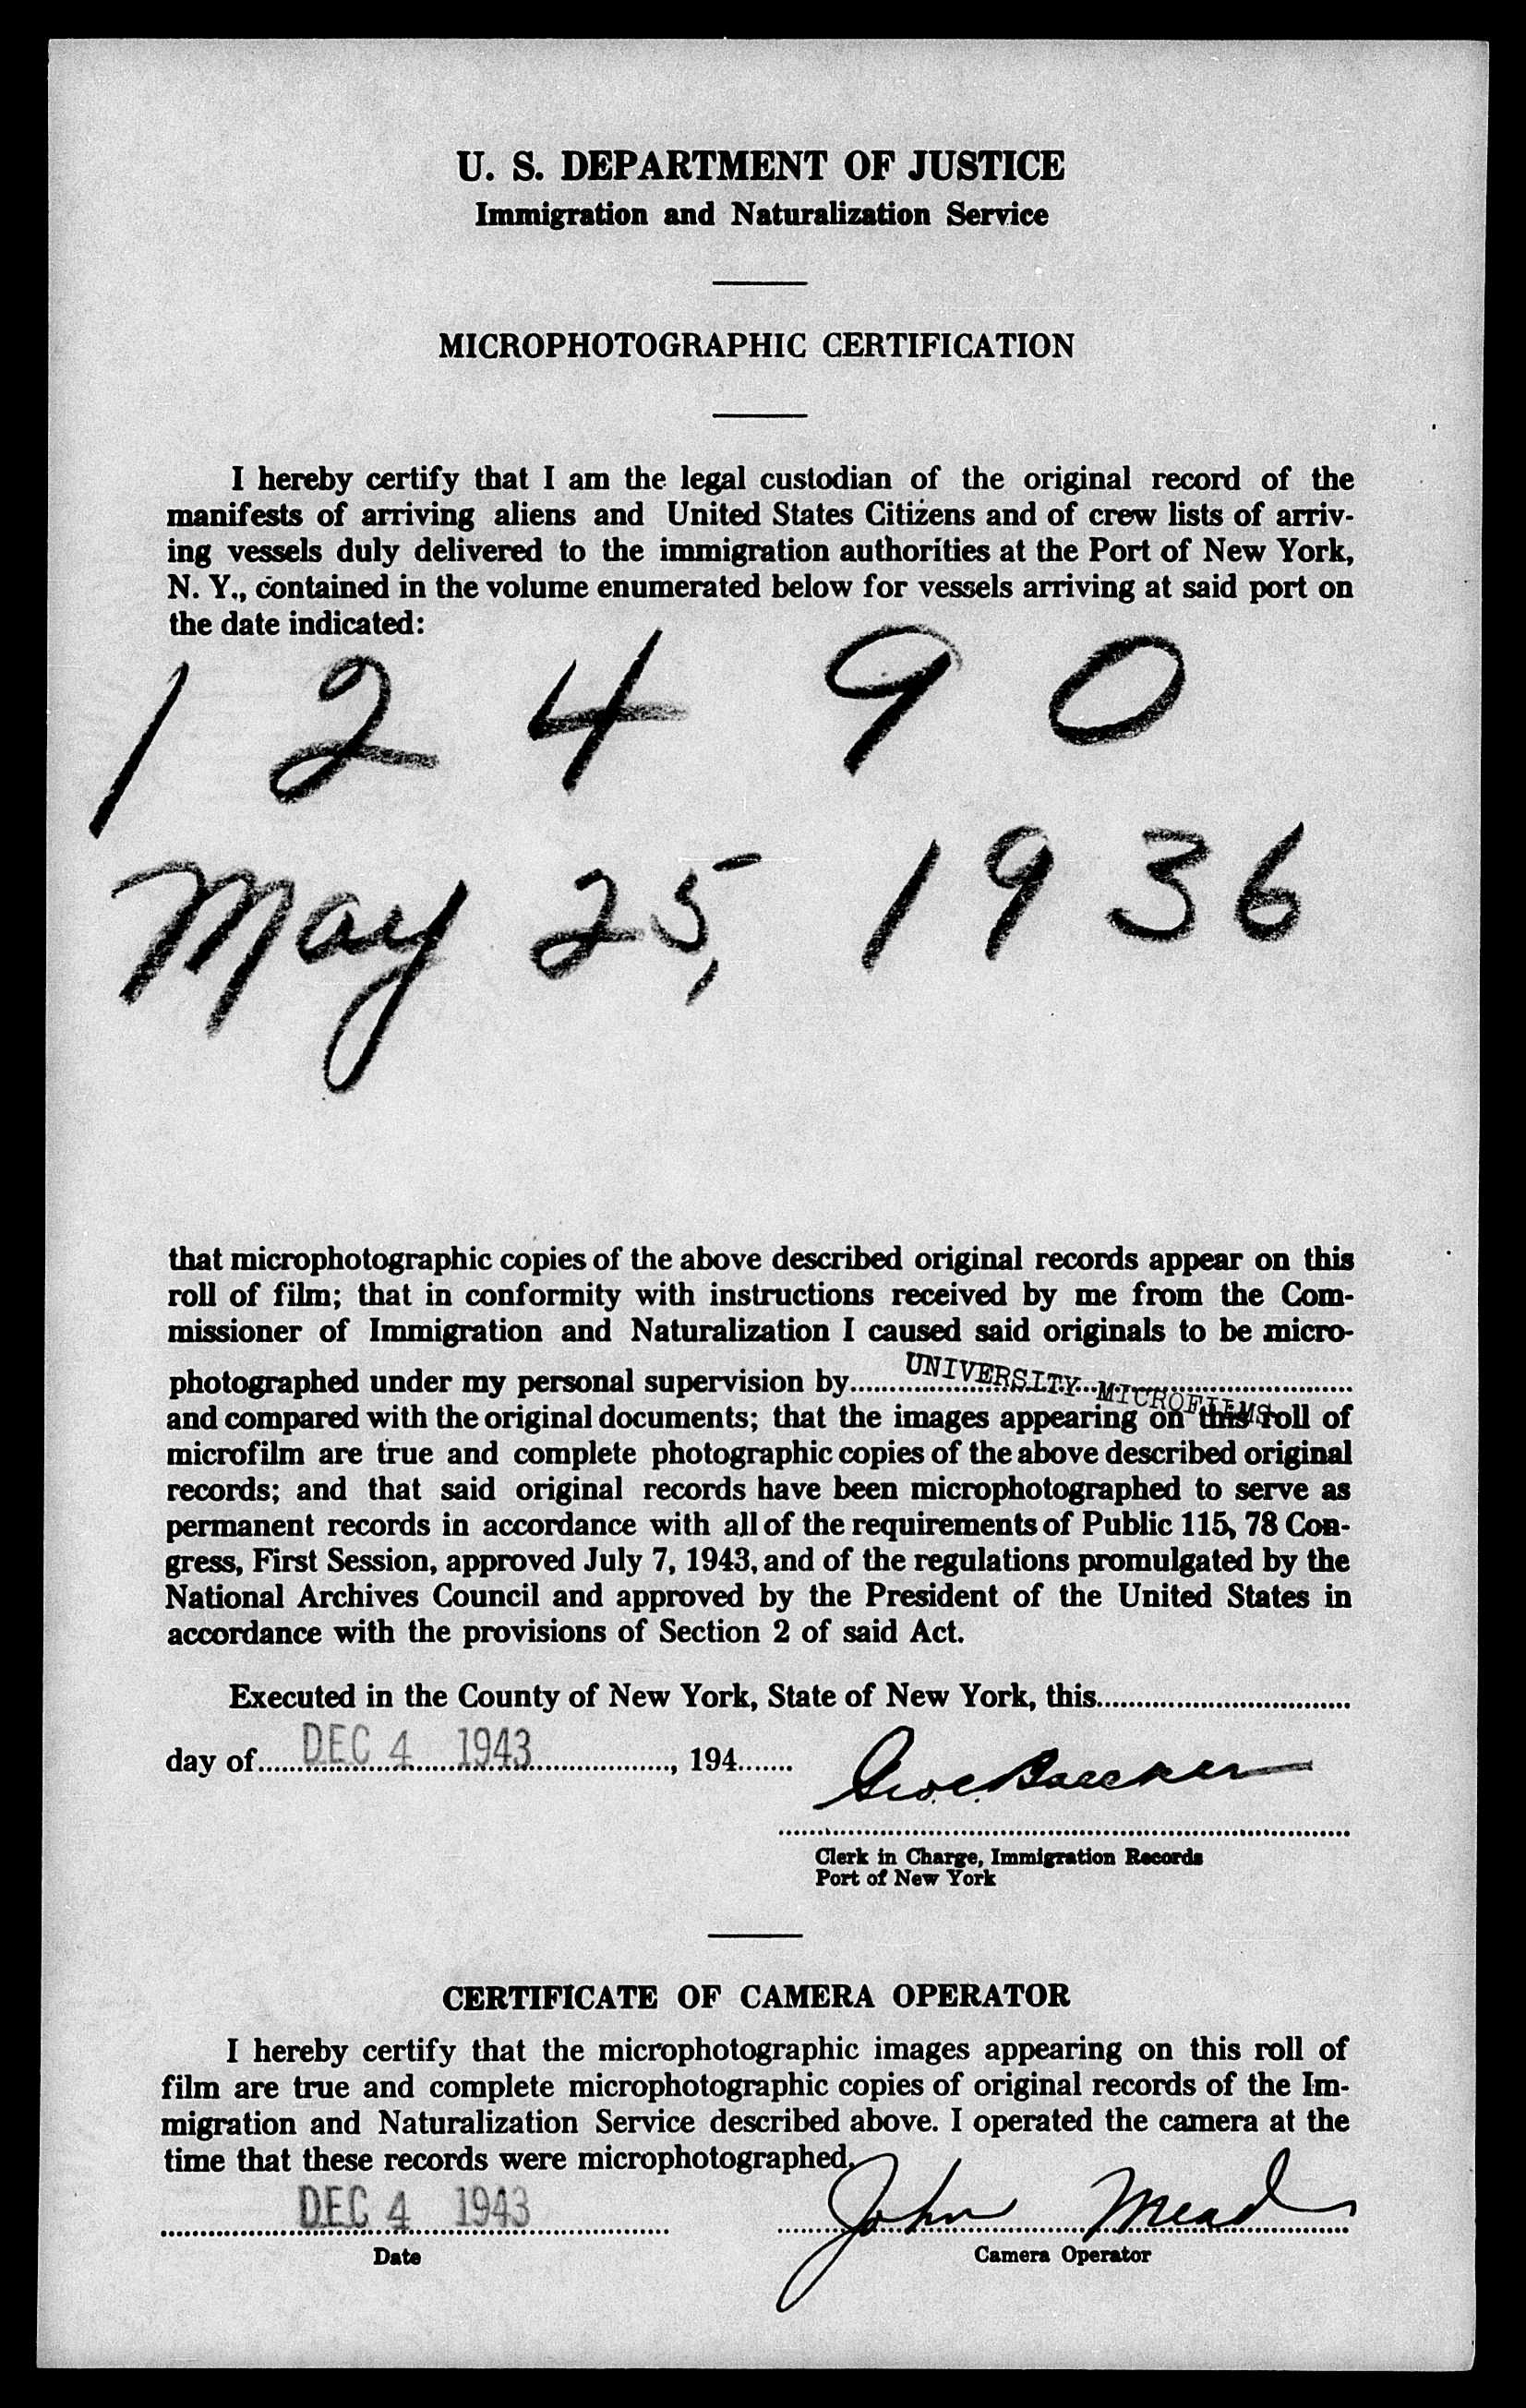 U. S. DEPARTMENT OF JUSTICE
Immigration and Naturalization Service
MICROPHOTOGRAPHIC CERTIFICATION
I hereby certify that I am the legal custodian of the original record of the
manifests of arriving aliens and United States Citizens and of crew lists of arriv-
ing vessels duly delivered to the immigration authorities at the Port of New York,
N. Y., contained in the volume enumerated below for vessels arriving at said port on
the date indicated:
1 2 4 9 0
May 25, 1936
that microphotographic copies of the above described original records appear on this
roll of film; that in conformity with instructions received by me from the Com-
missioner of Immigration and Naturalization I caused said originals to be micro-
photographed under my personal supervision by UNIVERSITY MICROFILMS
and compared with the original documents; that the images appearing on this roll of
microfilm are true and complete photographic copies of the above described original
records; and that said original records have been microphotographed to serve as
permanent records in accordance with all of the requirements of Public 115, 78 Con-
gress, First Session, approved July 7, 1943, and of the regulations promulgated by the
National Archives Council and approved by the President of the United States in
accordance with the provisions of Section 2 of said Act.
Executed in the County of New York, State of New York, this
day of DEC 4 1943, 194
Clerk in Charge, Immigration Records
Port of New York
CERTIFICATE OF CAMERA OPERATOR
I hereby certify that the microphotographic images appearing on this roll of
film are true and complete microphotographic copies of original records of the Im-
migration and Naturalization Service described above. I operated the camera at the
time that these records were microphotographed.
DEC 4 1943 John Mead
Date Camera Operator